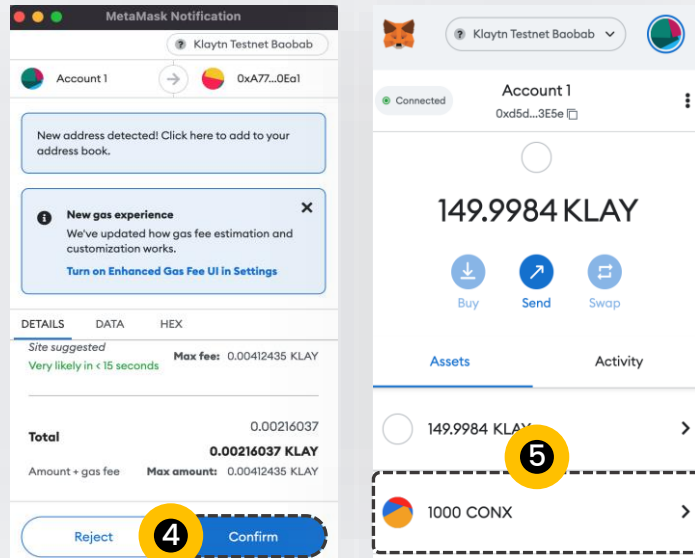 MetaMask Notification
Klaytn Testnet Baobab
Account 1
0xA77...0Ea1
New address detected! Click here to add to your
address book.
New gas experience
We've updated how gas fee estimation and
customization works.
Turn on Enhanced Gas Fee UI in Settings
DETAILS DATA HEX
Site suggested
Very likely in < 15 seconds
Max fee: 0.00412435 KLAY
Total
0.00216037
0.00216037 KLAY
Amount + gas fee
Max amount: 0.00412435 KLAY
Reject
4
Confirm
Klaytn Testnet Baobab
Connected
Account 1
0xd5d...3E5e
149.9984 KLAY
Buy
Send
Swap
Assets
Activity
149.9984 KLAY
5
1000 CONX